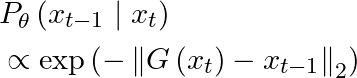 P_θ (x_{t−1} | x_t)
∝ exp (− ‖G (x_t) − x_{t−1}‖_2)